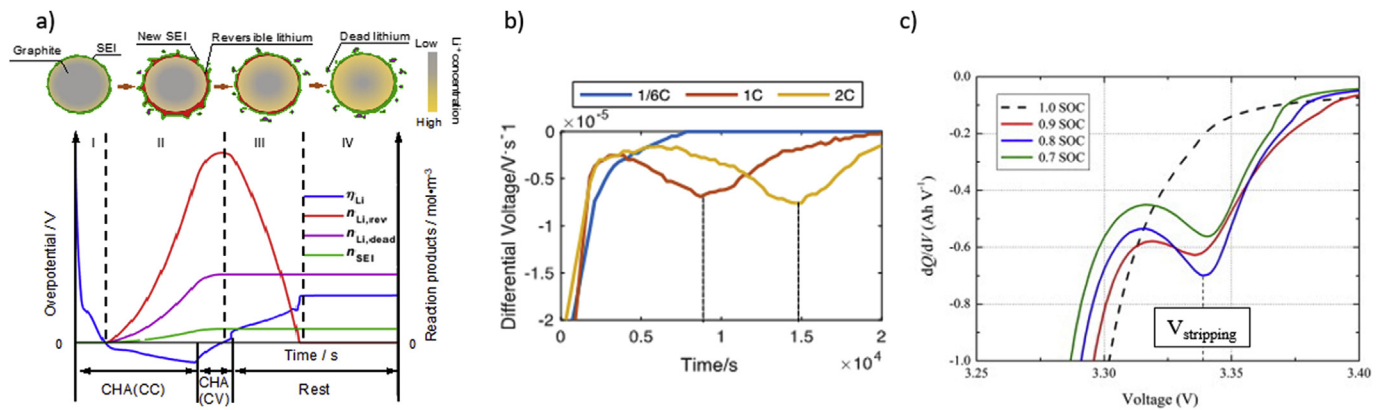 a)
Graphite
SEI
New SEI
Reversible lithium
Dead lithium
Low
High
Li⁺concentration
I
II
III
IV
Overpotential / V
Reaction products / mol•m⁻³
η_Li
n_Li,rev
n_Li,dead
n_SEI
0
0
Time / s
CHA(CC)
CHA
(CV)
Rest
b)
1/6C
1C
2C
×10⁻⁵
Differential Voltage/V·s⁻1
0
-0.5
-1
-1.5
-2
0
0.5
1
1.5
2
Time/s
×10⁴
c)
dQ/dV (Ah V⁻¹)
0.0
-0.2
-0.4
-0.6
-0.8
-1.0
1.0 SOC
0.9 SOC
0.8 SOC
0.7 SOC
V_stripping
3.25
3.30
3.35
3.40
Voltage (V)